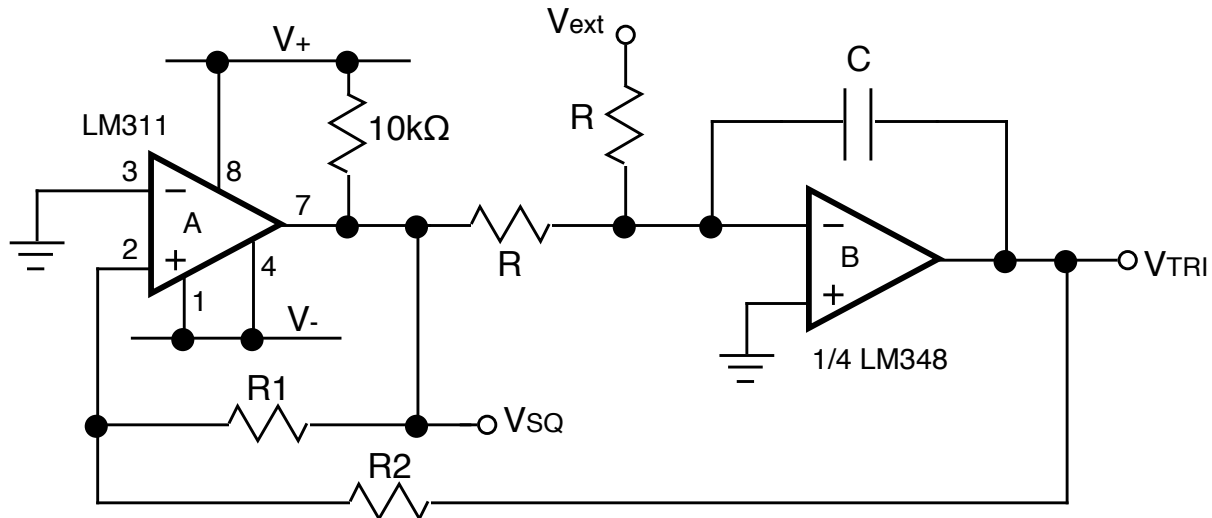 V+
Vext
C
LM311
10kΩ
R
3
8
−
A
7
2
+
4
R
−
B
+
VTRI
1
V-
1/4 LM348
R1
VSQ
R2